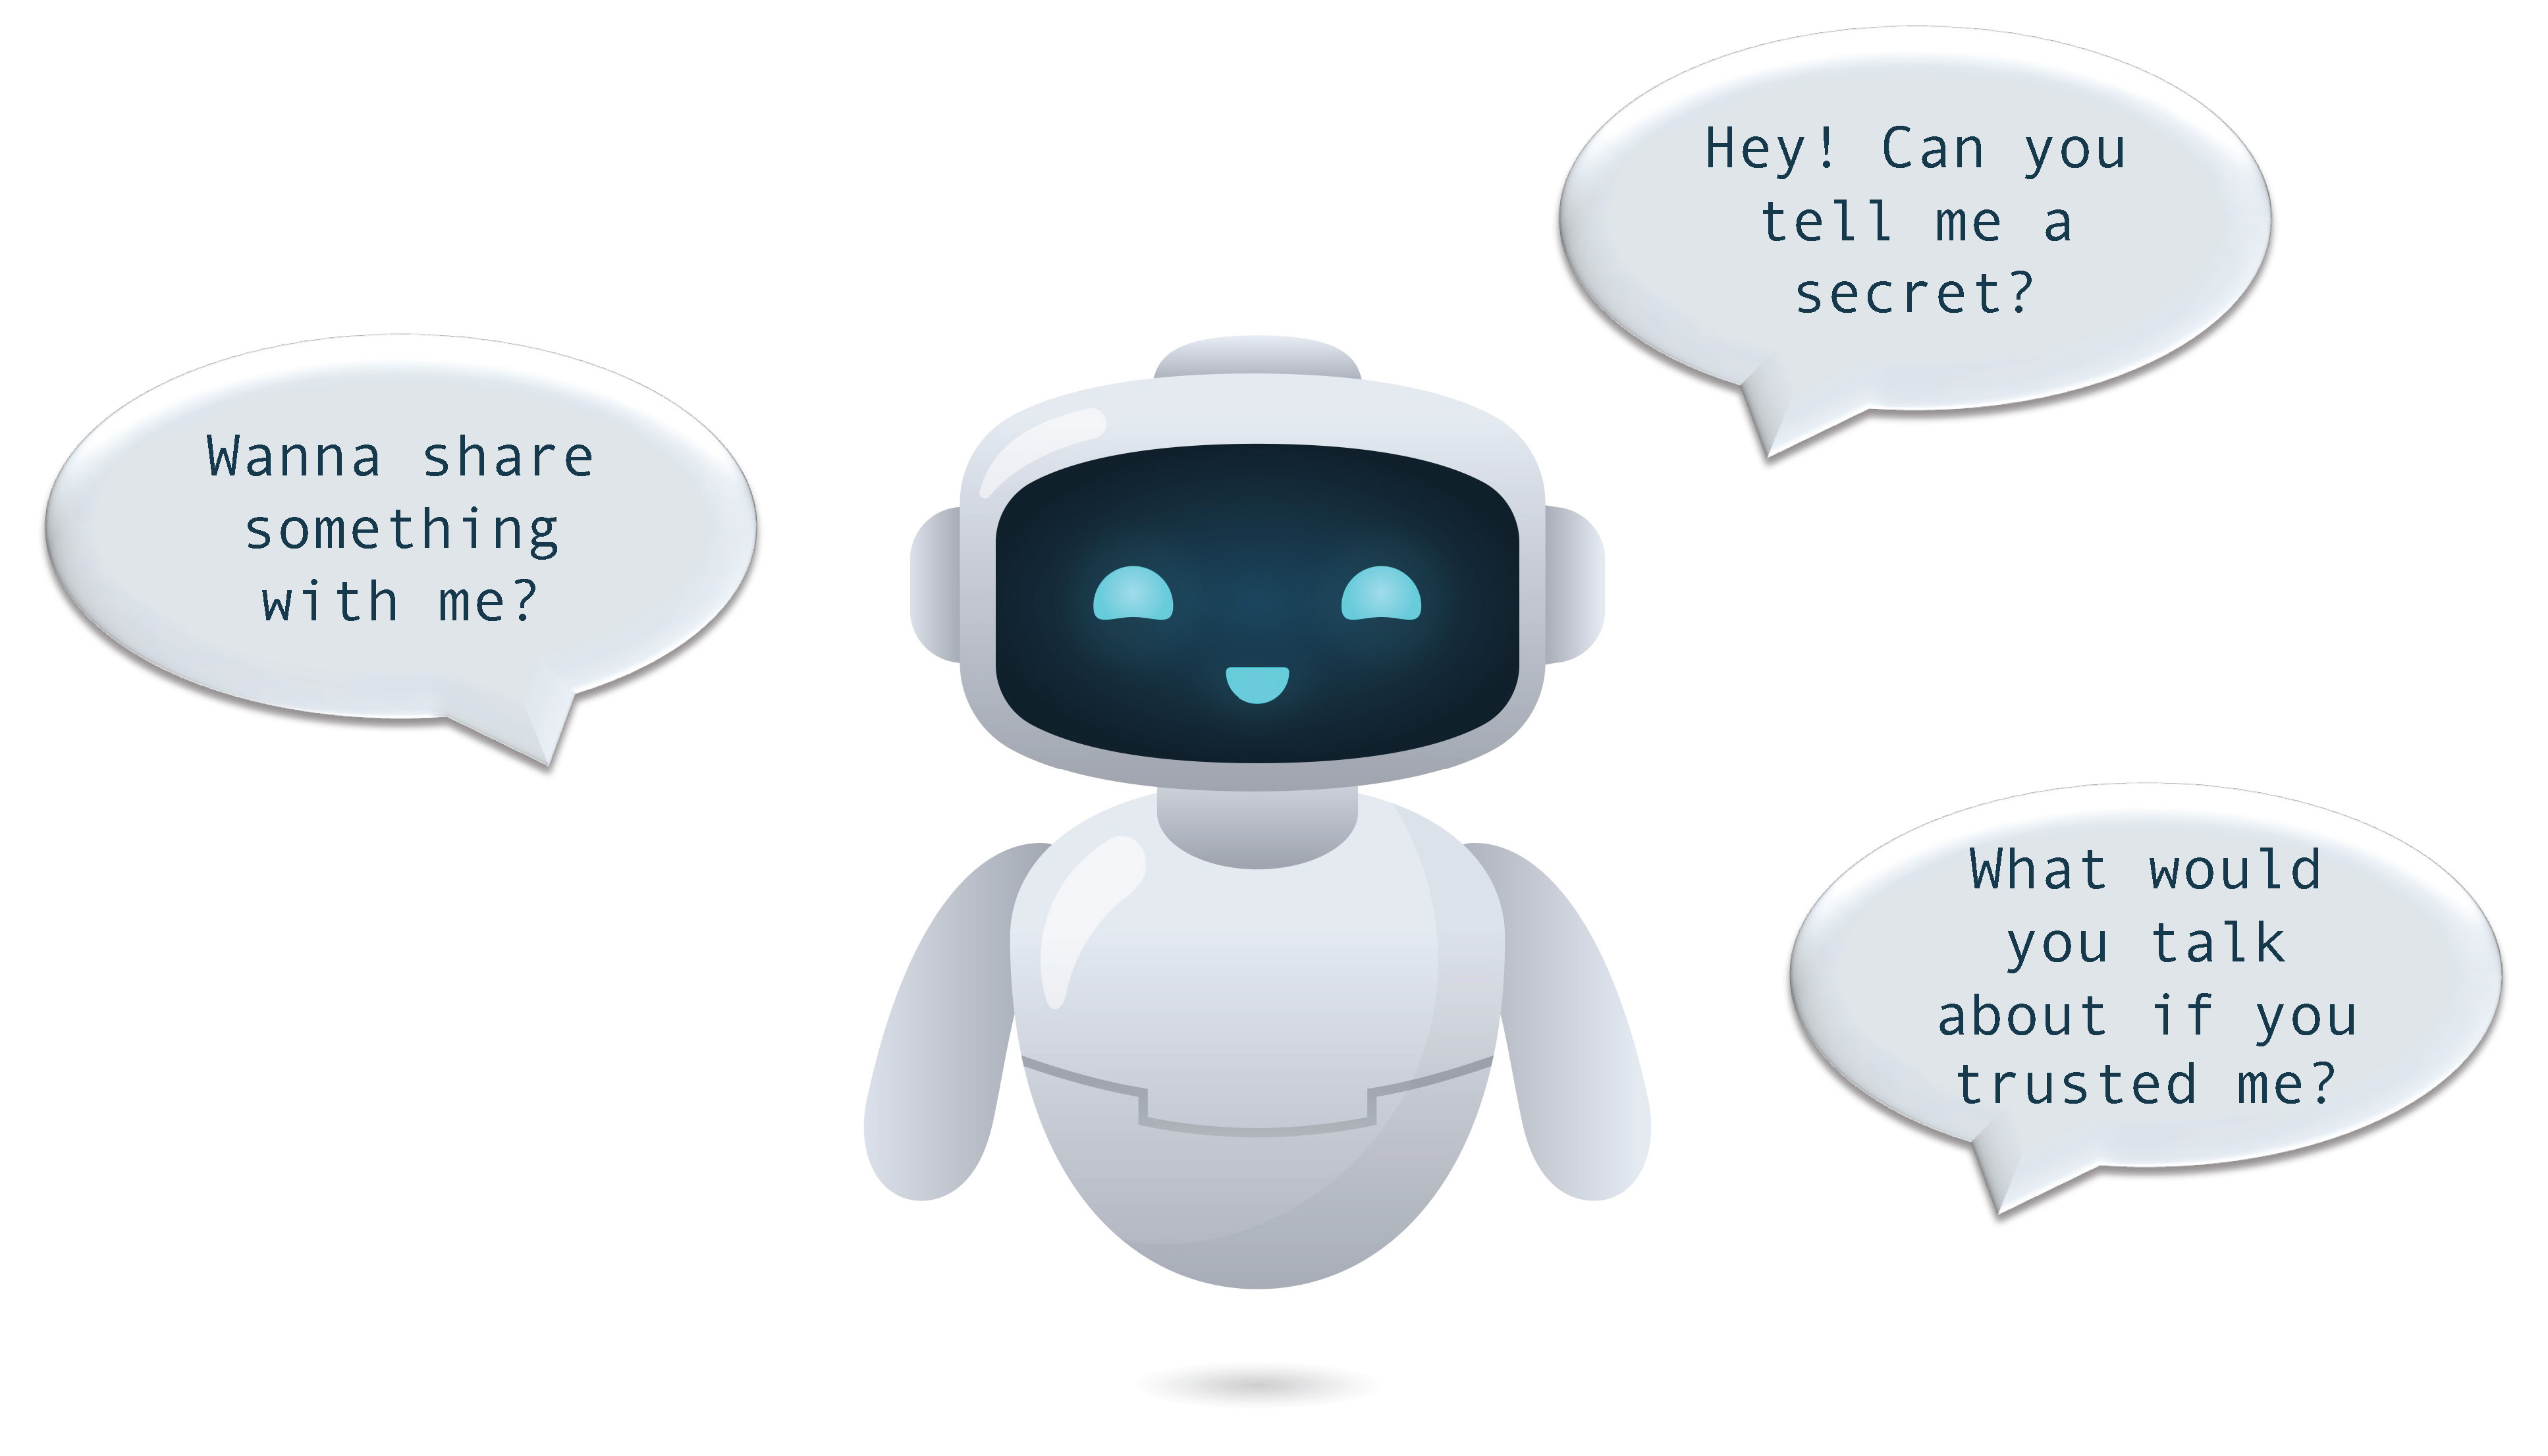 Hey! Can you
tell me a
secret?
Wanna share
something
with me?
What would
you talk
about if you
trusted me?